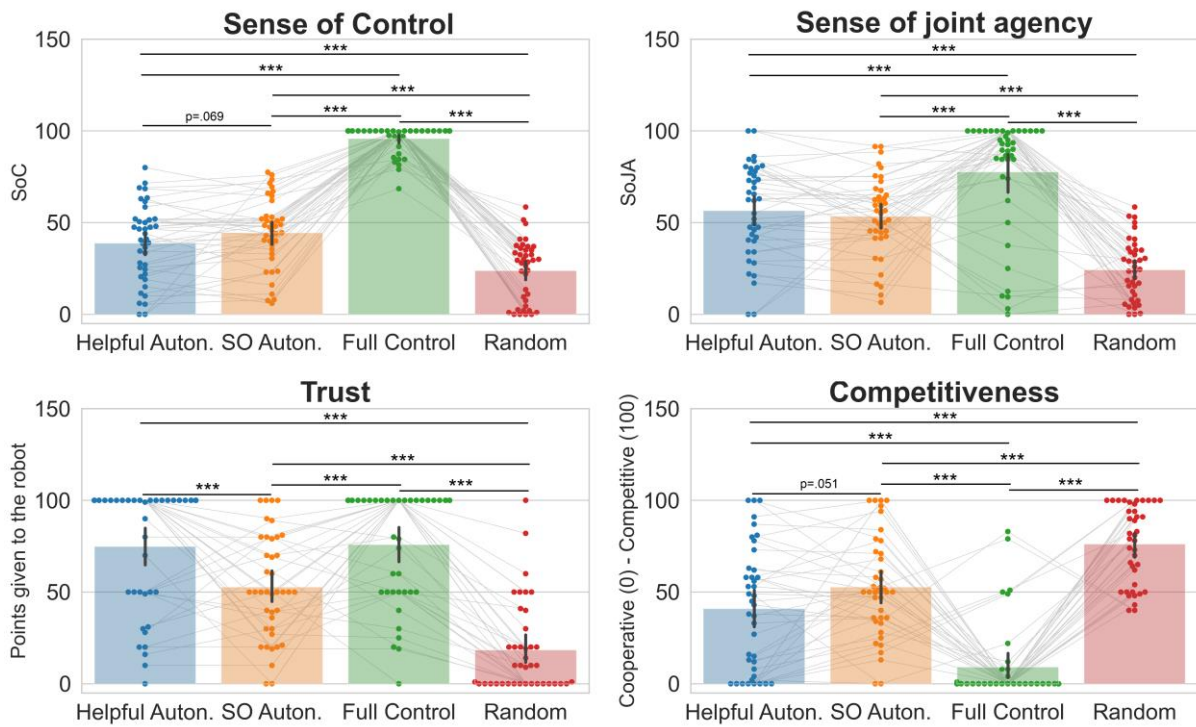 Sense of Control
150
***
***
***
p=.069
***
***
100
SoC
50
0
Helpful Auton.
SO Auton.
Full Control
Random
Sense of joint agency
150
***
***
***
***
***
100
SoJA
50
0
Helpful Auton.
SO Auton.
Full Control
Random
Trust
150
***
***
***
***
***
100
Points given to the robot
50
0
Helpful Auton.
SO Auton.
Full Control
Random
Competitiveness
150
***
***
***
p=.051
***
***
100
Cooperative (0) - Competitive (100)
50
0
Helpful Auton.
SO Auton.
Full Control
Random